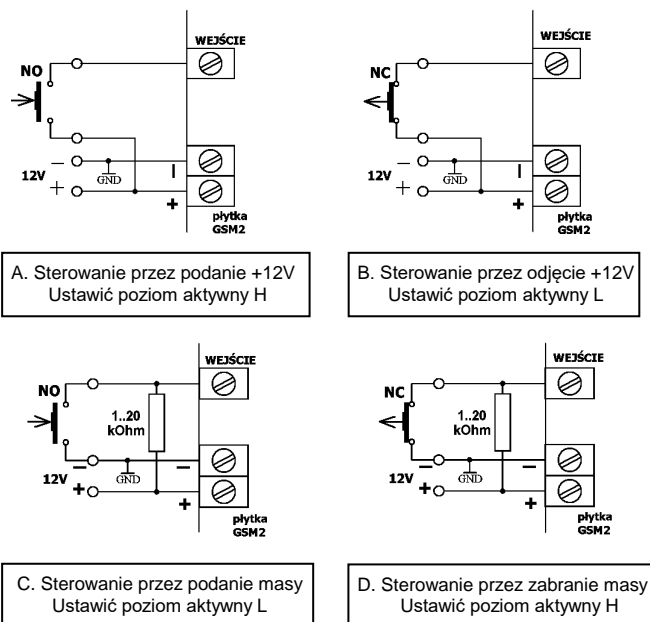 WEJŚCIE
NO
–
12V
GND
+
–
+
płytka
GSM2
A. Sterowanie przez podanie +12V
Ustawić poziom aktywny H
WEJŚCIE
NC
–
12V
GND
+
–
+
płytka
GSM2
B. Sterowanie przez odjęcie +12V
Ustawić poziom aktywny L
WEJŚCIE
NO
1..20
kOhm
–
12V
GND
+
–
+
płytka
GSM2
C. Sterowanie przez podanie masy
Ustawić poziom aktywny L
WEJŚCIE
NC
1..20
kOhm
–
12V
GND
+
–
+
płytka
GSM2
D. Sterowanie przez zabranie masy
Ustawić poziom aktywny H